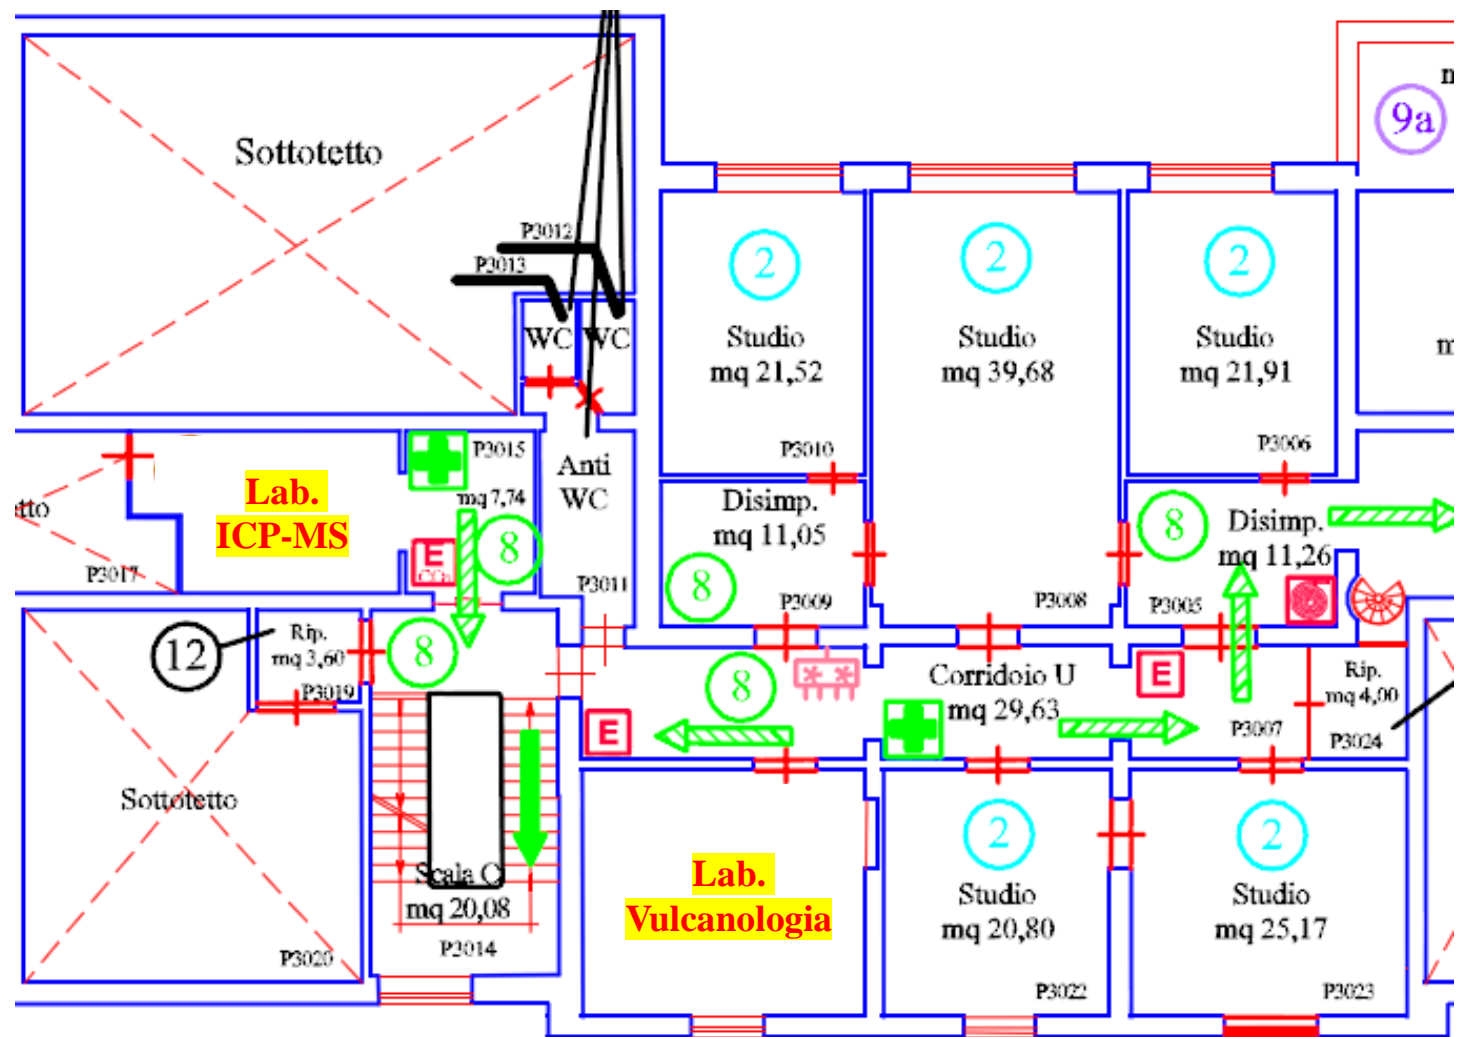 9a
Sottotetto
P3012
P3013
WC
WC
2
2
2
Studio
mq 21,52
Studio
mq 39,68
Studio
mq 21,91
P3010
P3006
P3015
mq 7,74
Anti
WC
Lab.
ICP-MS
Disimp.
mq 11,05
8
Disimp.
mq 11,26
E
8
8
P3017
P3011
P3009
P3008
P3005
12
Rip.
mq 3,60
P3019
8
8
Corridoio U
mq 29,63
E
E
Rip.
mq 4,00
P3007
P3024
Sottotetto
2
2
Scala C
mq 20,08
P3014
P3020
Lab.
Vulcanologia
Studio
mq 20,80
Studio
mq 25,17
P3022
P3023